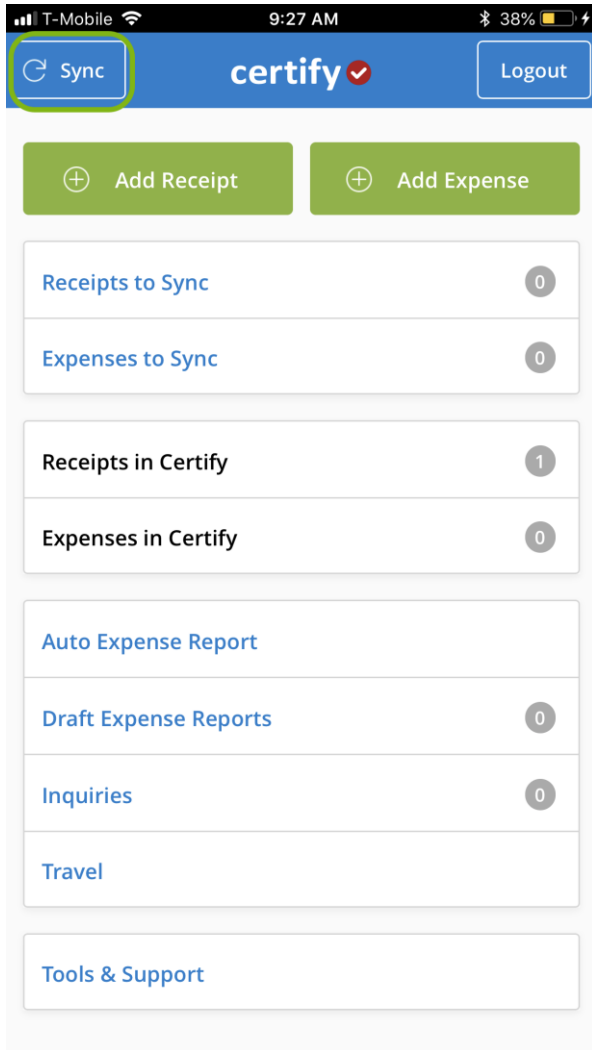 T-Mobile 9:27 AM 38%
Sync certify Logout
Add Receipt Add Expense
Receipts to Sync 0
Expenses to Sync 0
Receipts in Certify 1
Expenses in Certify 0
Auto Expense Report
Draft Expense Reports 0
Inquiries 0
Travel
Tools & Support